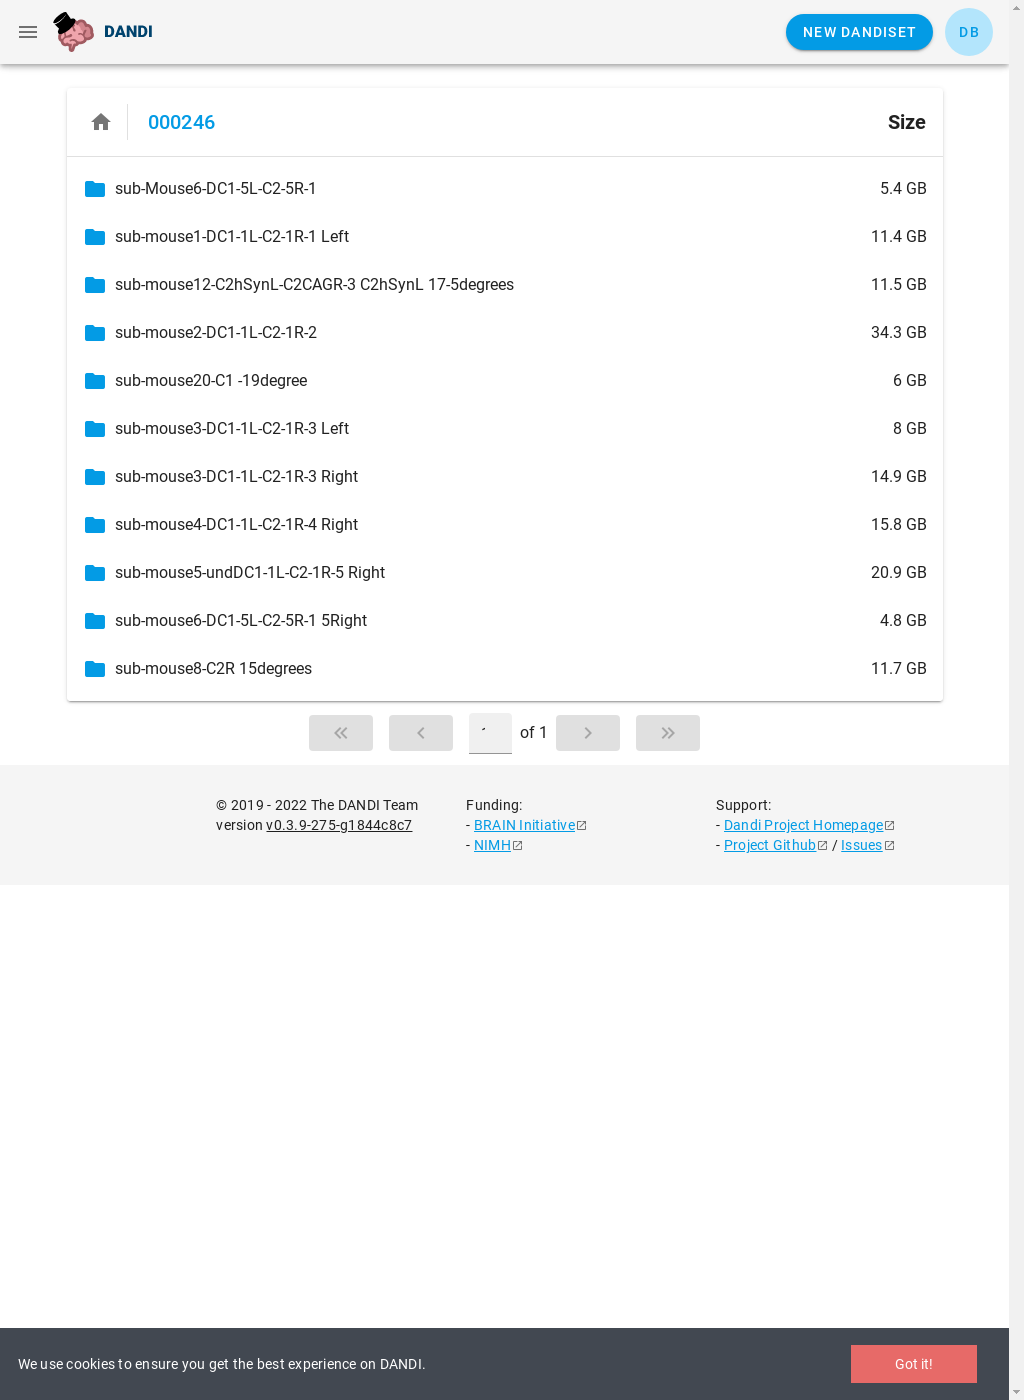 DANDI
NEW DANDISET
DB
000246
Size
sub-Mouse6-DC1-5L-C2-5R-1 5.4 GB
sub-mouse1-DC1-1L-C2-1R-1 Left 11.4 GB
sub-mouse12-C2hSynL-C2CAGR-3 C2hSynL 17-5degrees 11.5 GB
sub-mouse2-DC1-1L-C2-1R-2 34.3 GB
sub-mouse20-C1 -19degree 6 GB
sub-mouse3-DC1-1L-C2-1R-3 Left 8 GB
sub-mouse3-DC1-1L-C2-1R-3 Right 14.9 GB
sub-mouse4-DC1-1L-C2-1R-4 Right 15.8 GB
sub-mouse5-undDC1-1L-C2-1R-5 Right 20.9 GB
sub-mouse6-DC1-5L-C2-5R-1 5Right 4.8 GB
sub-mouse8-C2R 15degrees 11.7 GB
of 1
© 2019 - 2022 The DANDI Team
version v0.3.9-275-g1844c8c7
Funding:
- BRAIN Initiative
- NIMH
Support:
- Dandi Project Homepage
- Project Github / Issues
We use cookies to ensure you get the best experience on DANDI.
Got it!